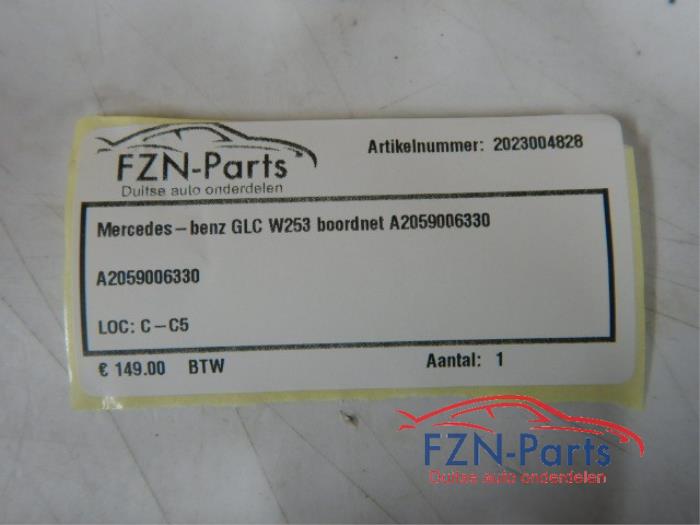 FZN-Parts
Duitse auto onderdelen
Artikelnummer: 2023004828
Mercedes-benz GLC W253 boordnet A2059006330
A2059006330
LOC: C-C5
€ 149.00 BTW
Aantal: 1
FZN-Parts
Duitse auto onderdelen